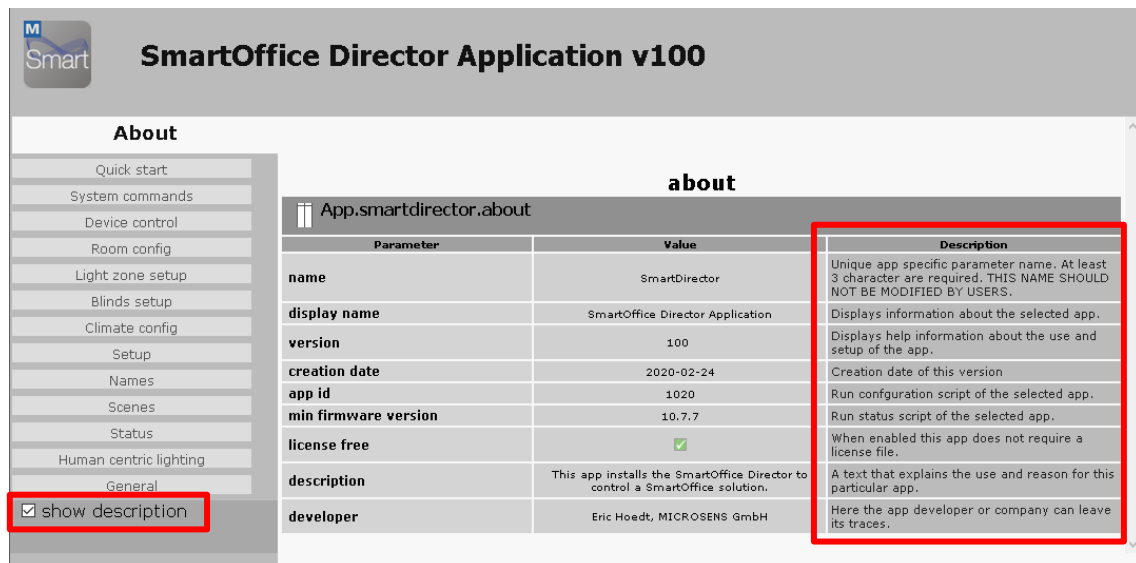 M
Smart
SmartOffice Director Application v100
About
Quick start
System commands
Device control
Room config
Light zone setup
Blinds setup
Climate config
Setup
Names
Scenes
Status
Human centric lighting
General
show description
about
App.smartdirector.about
Parameter Value Description
name SmartDirector Unique app specific parameter name. At least
3 character are required. THIS NAME SHOULD
NOT BE MODIFIED BY USERS.
display name SmartOffice Director Application Displays information about the selected app.
version 100 Displays help information about the use and
setup of the app.
creation date 2020-02-24 Creation date of this version
app id 1020 Run confguration script of the selected app.
min firmware version 10.7.7 Run status script of the selected app.
license free When enabled this app does not require a
license file.
description This app installs the SmartOffice Director to
control a SmartOffice solution.
A text that explains the use and reason for this
particular app.
developer Eric Hoedt, MICROSENS GmbH Here the app developer or company can leave
its traces.